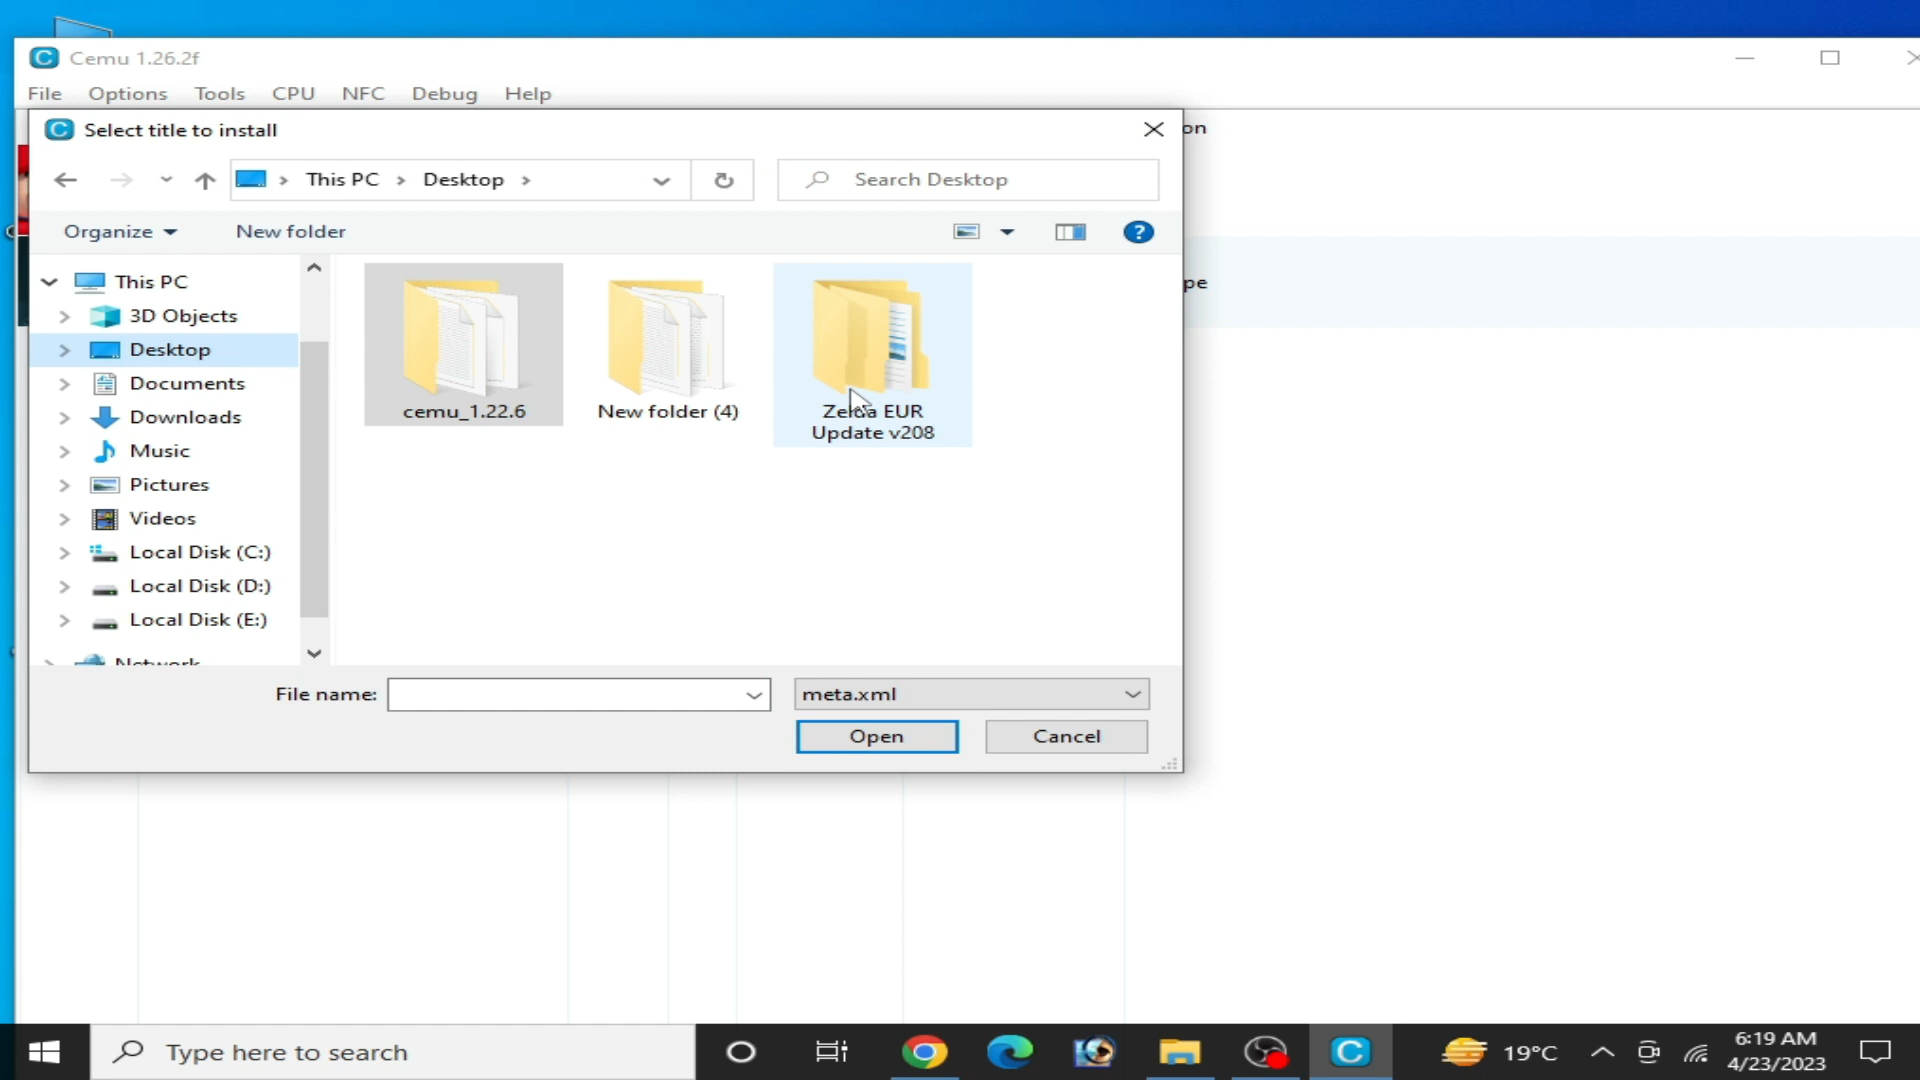 Cemu 1.26.2f
File Options Tools CPU NFC Debug Help
Select title to install
on
This PC > Desktop >
Search Desktop
Organize
New folder
?
This PC
3D Objects
Desktop
Documents
Downloads
Music
Pictures
Videos
Local Disk (C:)
Local Disk (D:)
Local Disk (E:)
Network
cemu_1.22.6
New folder (4)
Zelda EUR
Update v208
pe
File name:
meta.xml
Open
Cancel
Type here to search
19°C
6:19 AM
4/23/2023